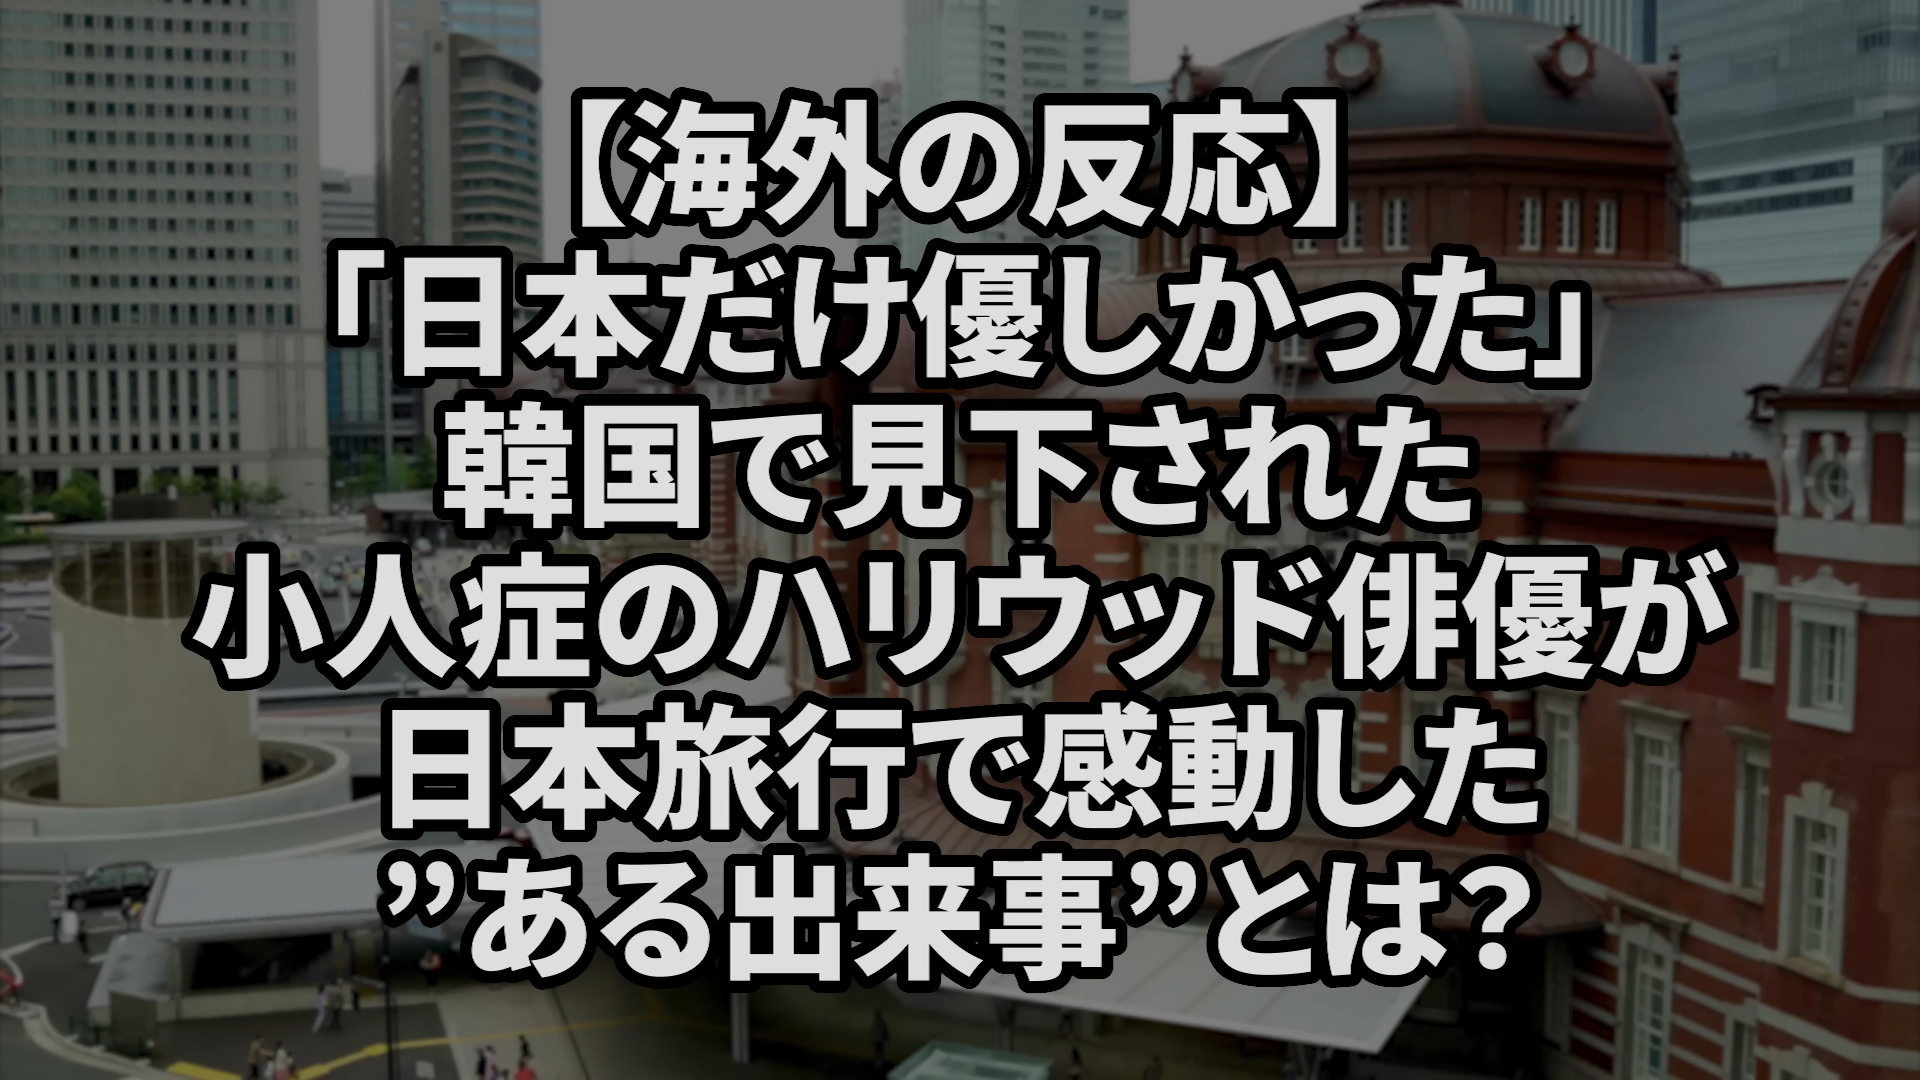 【海外の反応】
「日本だけ優しかった」
韓国で見下された
小人症のハリウッド俳優が
日本旅行で感動した
”ある出来事”とは？